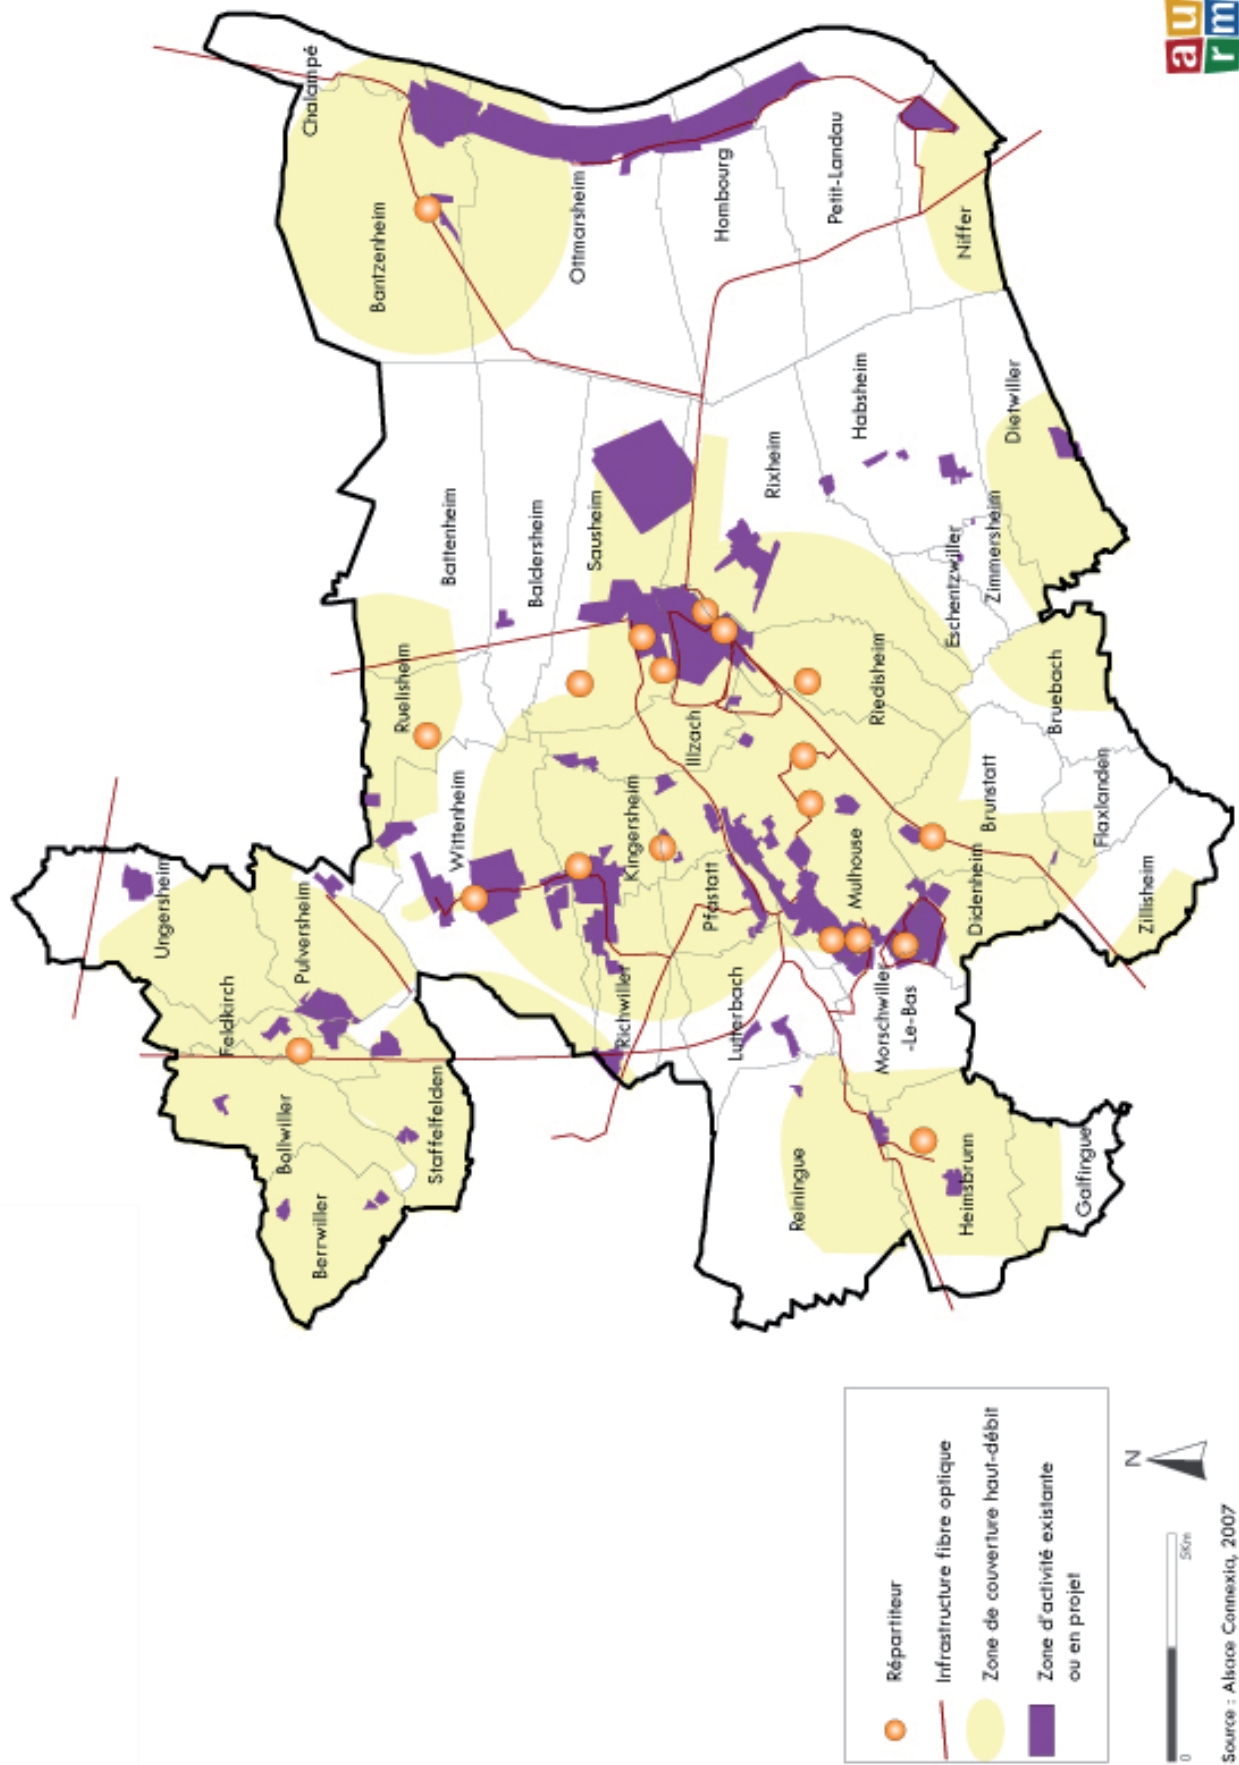 au
rm
Chalampé
Bantzenheim
Ottmarsheim
Hombourg
Petit-Landau
Niffer
Battenheim
Baldersheim
Sausheim
Rixheim
Habsheim
Dietwiller
Eschentzwiller
Zimmersheim
Ruelisheim
Wittenheim
Illzach
Riedisheim
Bruebach
Kingersheim
Pfastatt
Mulhouse
Brunstatt
Didenheim
Flaxlanden
Zillisheim
Ungersheim
Pulversheim
Feldkirch
Bollwiller
Berrwiller
Staffelfelden
Richwiller
Lutterbach
Morschwiller
-Le-Bas
Reiningue
Heimsbrunn
Galfingue
Répartiteur
Infrastructure fibre optique
Zone de couverture haut-débit
Zone d'activité existante
ou en projet
N
0
5Km
Source : Alsace Connexia, 2007